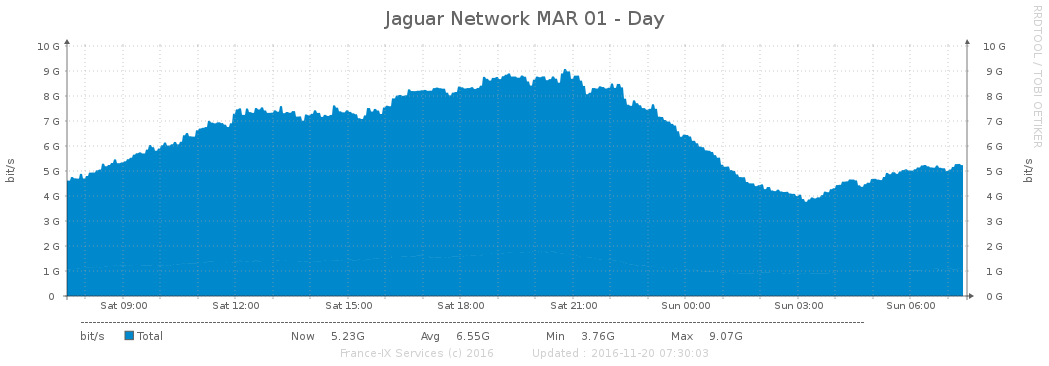 Jaguar Network MAR 01 - Day
RRDTOOL / TOBI OETIKER
10 G 10 G
9 G 9 G
8 G 8 G
7 G 7 G
6 G 6 G
5 G 5 G
4 G 4 G
3 G 3 G
2 G 2 G
1 G 1 G
0 0 G
bit/s
bit/s
Sat 09:00 Sat 12:00 Sat 15:00 Sat 18:00 Sat 21:00 Sun 00:00 Sun 03:00 Sun 06:00
bit/s Total Now 5.23G Avg 6.55G Min 3.76G Max 9.07G
France-IX Services (c) 2016 Updated : 2016-11-20 07:30:03